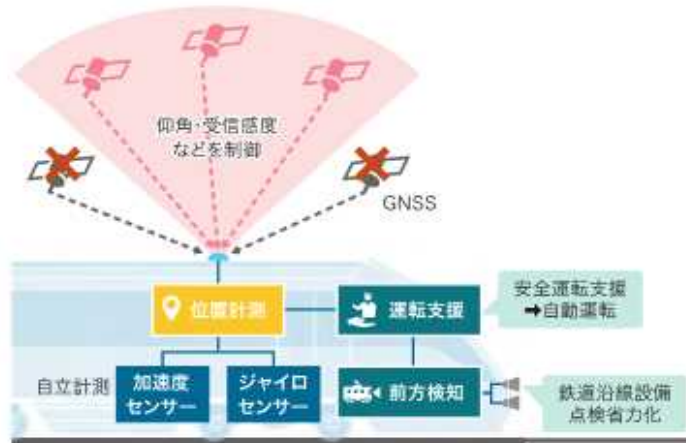 仰角・受信感度
などを制御
GNSS
位置計測
運転支援
安全運転支援
➡自動運転
自立計測
加速度
センサー
ジャイロ
センサー
前方検知
鉄道沿線設備
点検省力化